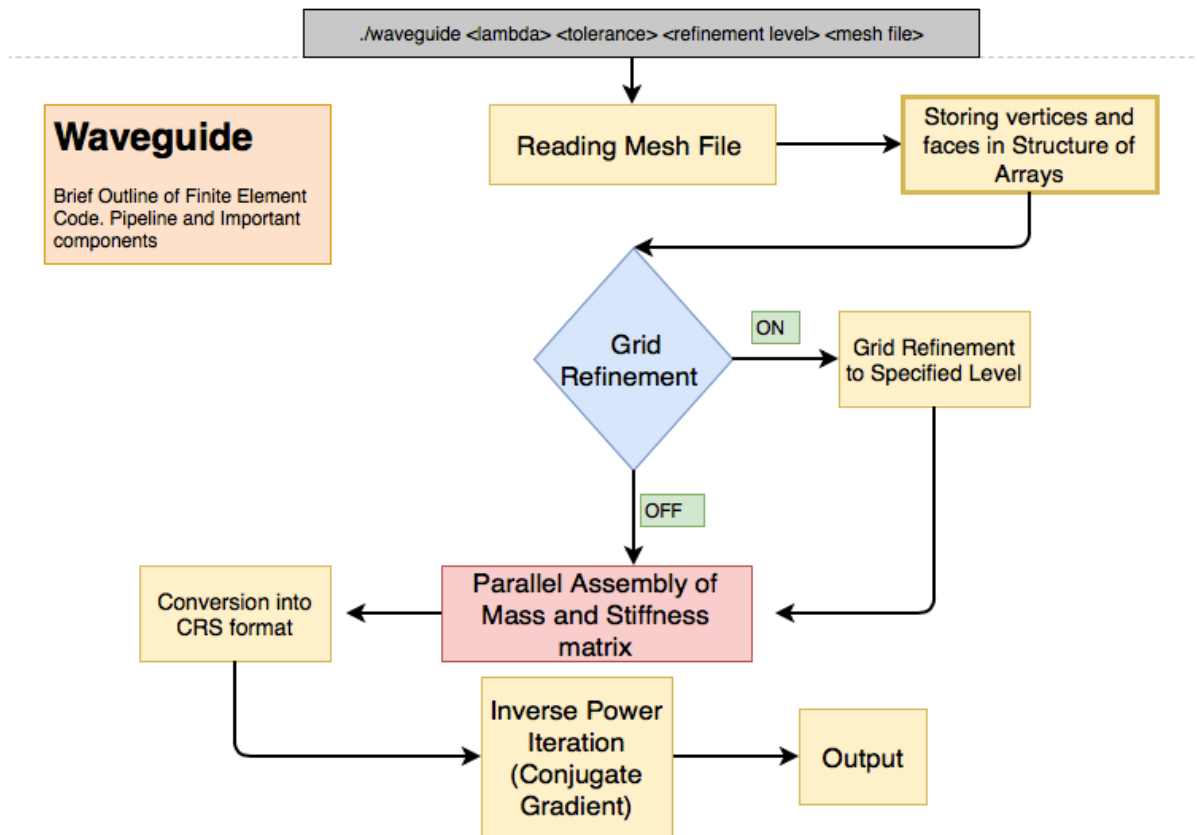 ./waveguide <lambda> <tolerance> <refinement level> <mesh file>
Waveguide
Brief Outline of Finite Element
Code. Pipeline and Important
components
Reading Mesh File
Storing vertices and
faces in Structure of
Arrays
Grid
Refinement
ON
Grid Refinement
to Specified Level
OFF
Parallel Assembly of
Mass and Stiffness
matrix
Conversion into
CRS format
Inverse Power
Iteration
(Conjugate
Gradient)
Output